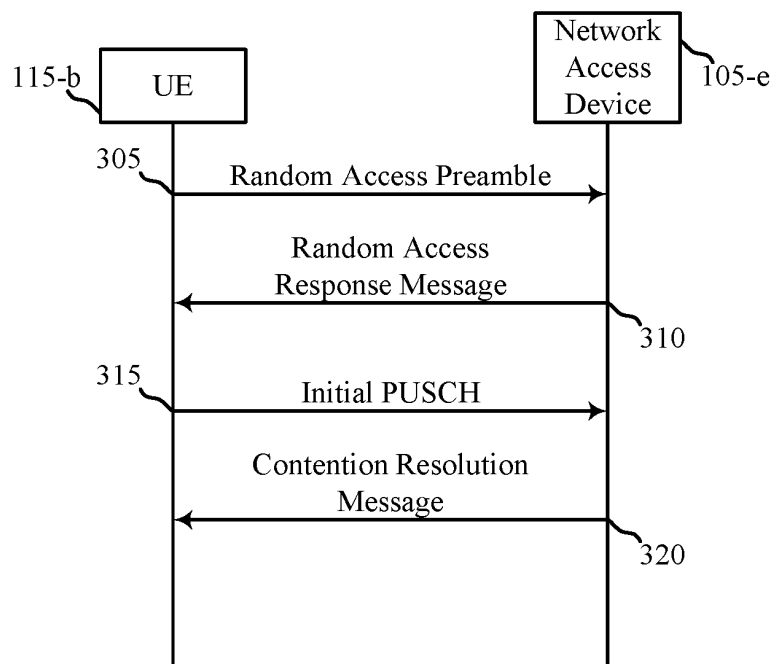 Network
Access
Device
UE
115-b
105-e
305
Random Access Preamble
Random Access
Response Message
310
315
Initial PUSCH
Contention Resolution
Message
320